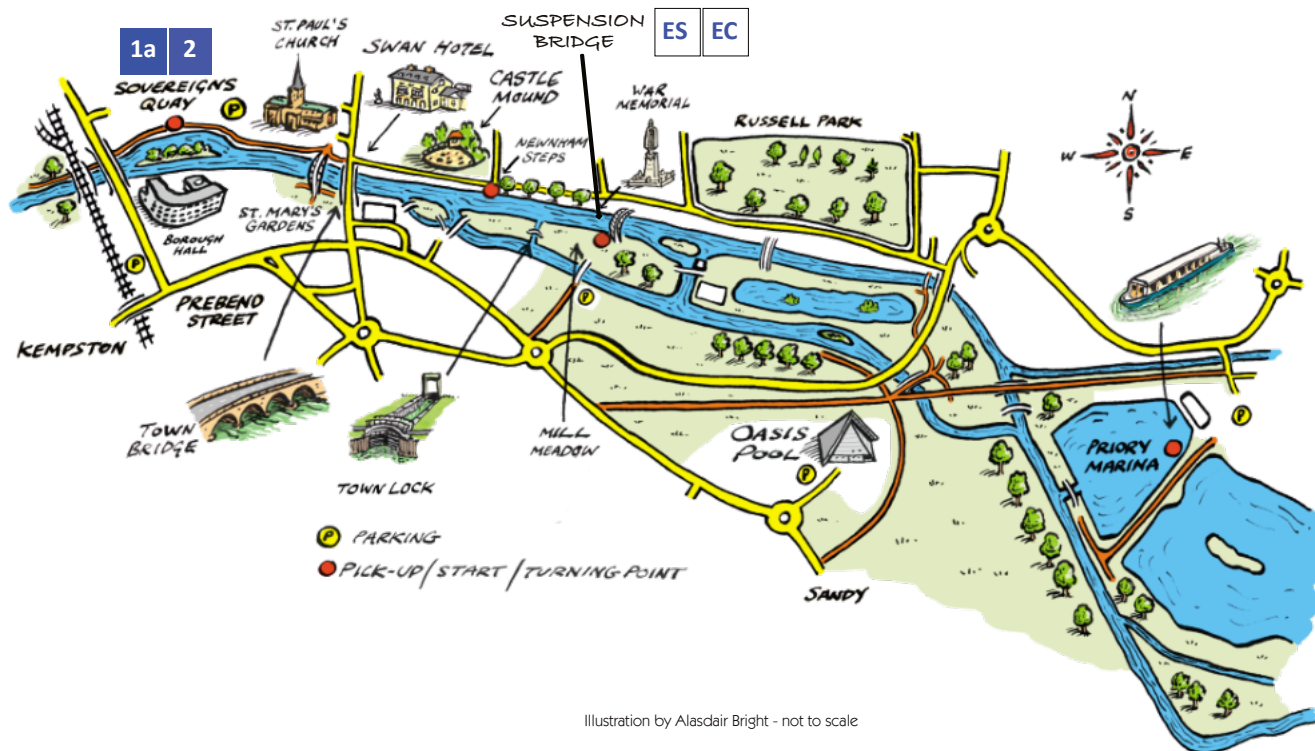 1a 2
SOVEREIGNS
QUAY
P
ST. PAUL'S
CHURCH
SWAN HOTEL
CASTLE
MOUND
SUSPENSION
BRIDGE
ES EC
NEWNHAM
STEPS
WAR
MEMORIAL
RUSSELL PARK
N
W E
S
ST. MARY'S
GARDENS
BOROUGH
HALL
P
PREBEND
STREET
KEMPSTON
P
TOWN
BRIDGE
TOWN LOCK
MILL
MEADOW
OASIS
POOL
P
PRIORY
MARINA
P
P PARKING
PICK-UP/START/TURNING POINT
SANDY
Illustration by Alasdair Bright - not to scale